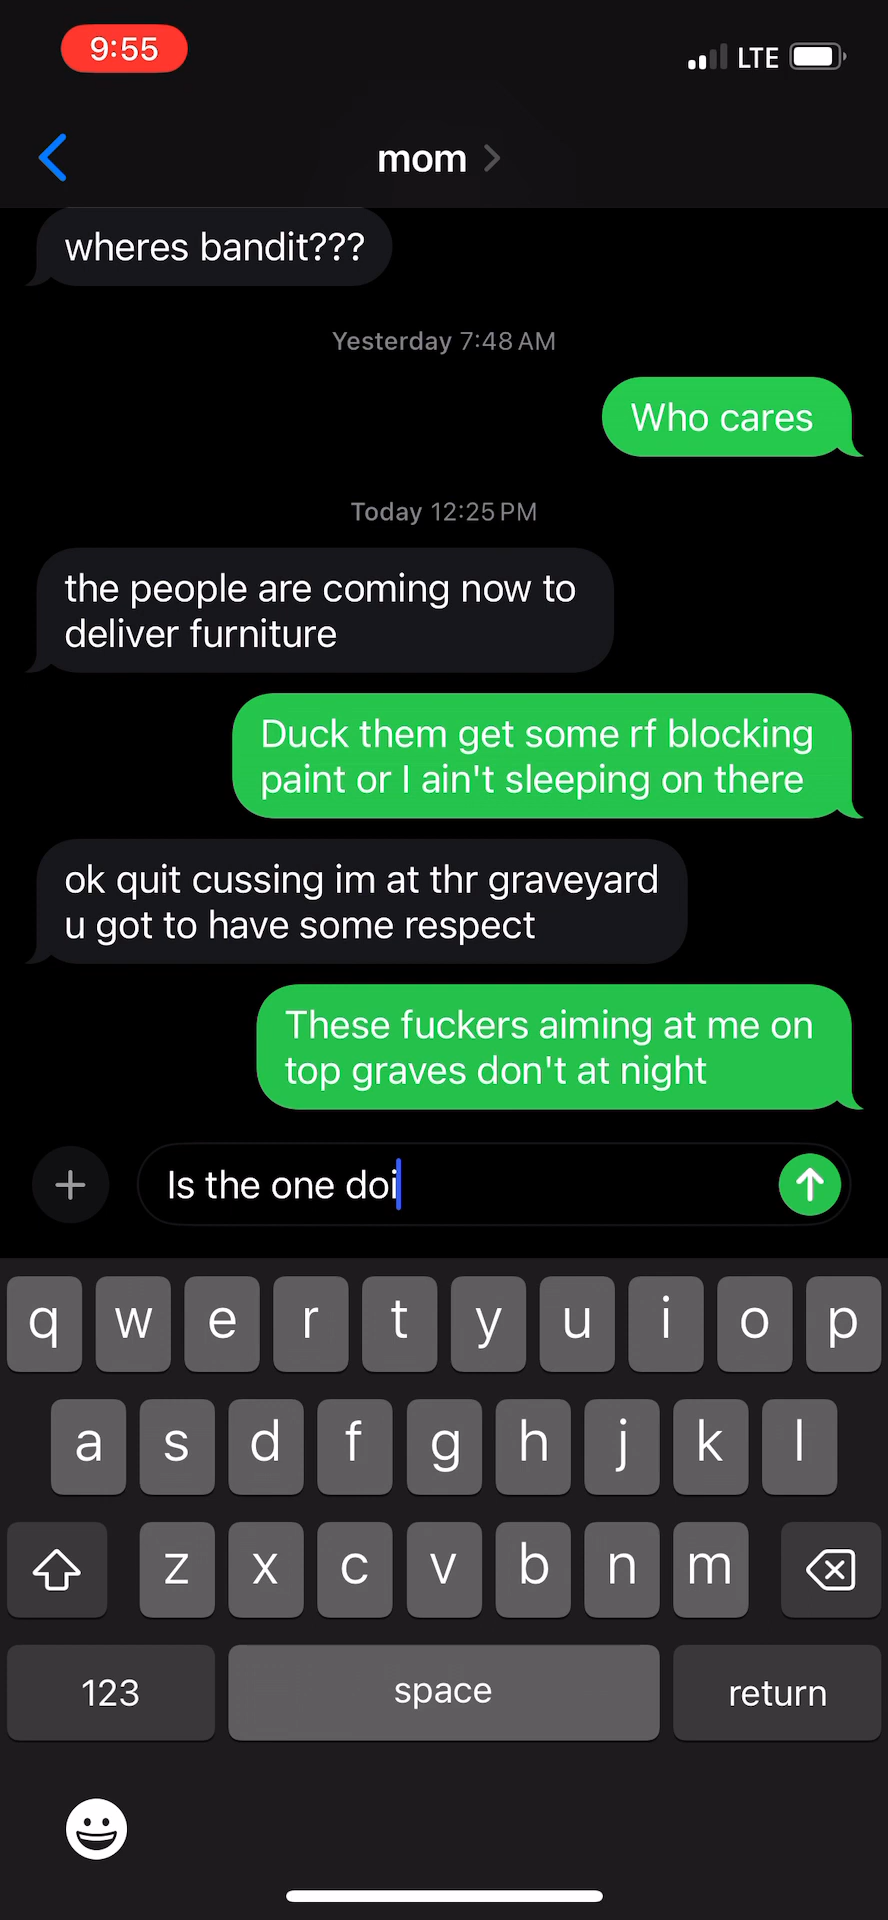 9:55
LTE
mom
wheres bandit???
Yesterday 7:48 AM
Who cares
Today 12:25 PM
the people are coming now to
deliver furniture
Duck them get some rf blocking
paint or I ain't sleeping on there
ok quit cussing im at thr graveyard
u got to have some respect
These fuckers aiming at me on
top graves don't at night
Is the one doi
q w e r t y u i o p
a s d f g h j k l
z x c v b n m
123 space return